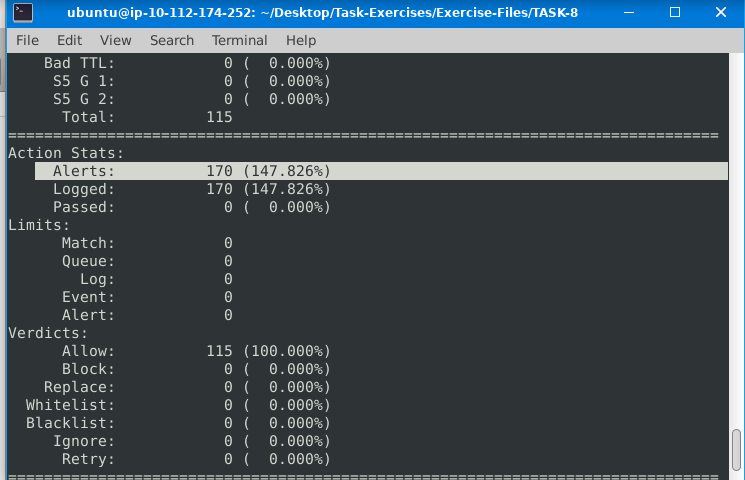 ubuntu@ip-10-112-174-252: ~/Desktop/Task-Exercises/Exercise-Files/TASK-8
File Edit View Search Terminal Help
    Bad TTL:            0 (  0.000%)
     S5 G 1:            0 (  0.000%)
     S5 G 2:            0 (  0.000%)
      Total:          115
===============================================================================
Action Stats:
     Alerts:          170 (147.826%)
     Logged:          170 (147.826%)
     Passed:            0 (  0.000%)
Limits:
      Match:            0
      Queue:            0
        Log:            0
      Event:            0
      Alert:            0
Verdicts:
      Allow:          115 (100.000%)
      Block:            0 (  0.000%)
    Replace:            0 (  0.000%)
  Whitelist:            0 (  0.000%)
  Blacklist:            0 (  0.000%)
     Ignore:            0 (  0.000%)
      Retry:            0 (  0.000%)
===============================================================================